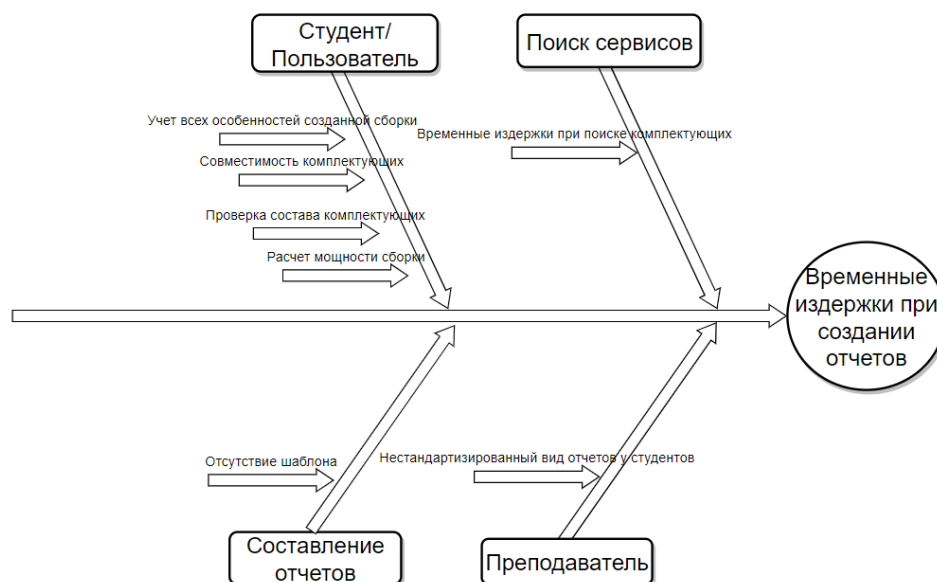 Студент/
Пользователь
Поиск сервисов
Учет всех особенностей созданной сборки
Временные издержки при поиске комплектующих
Совместимость комплектующих
Проверка состава комплектующих
Расчет мощности сборки
Временные
издержки при
создании
отчетов
Отсутствие шаблона
Нестандартизированный вид отчетов у студентов
Составление
отчетов
Преподаватель